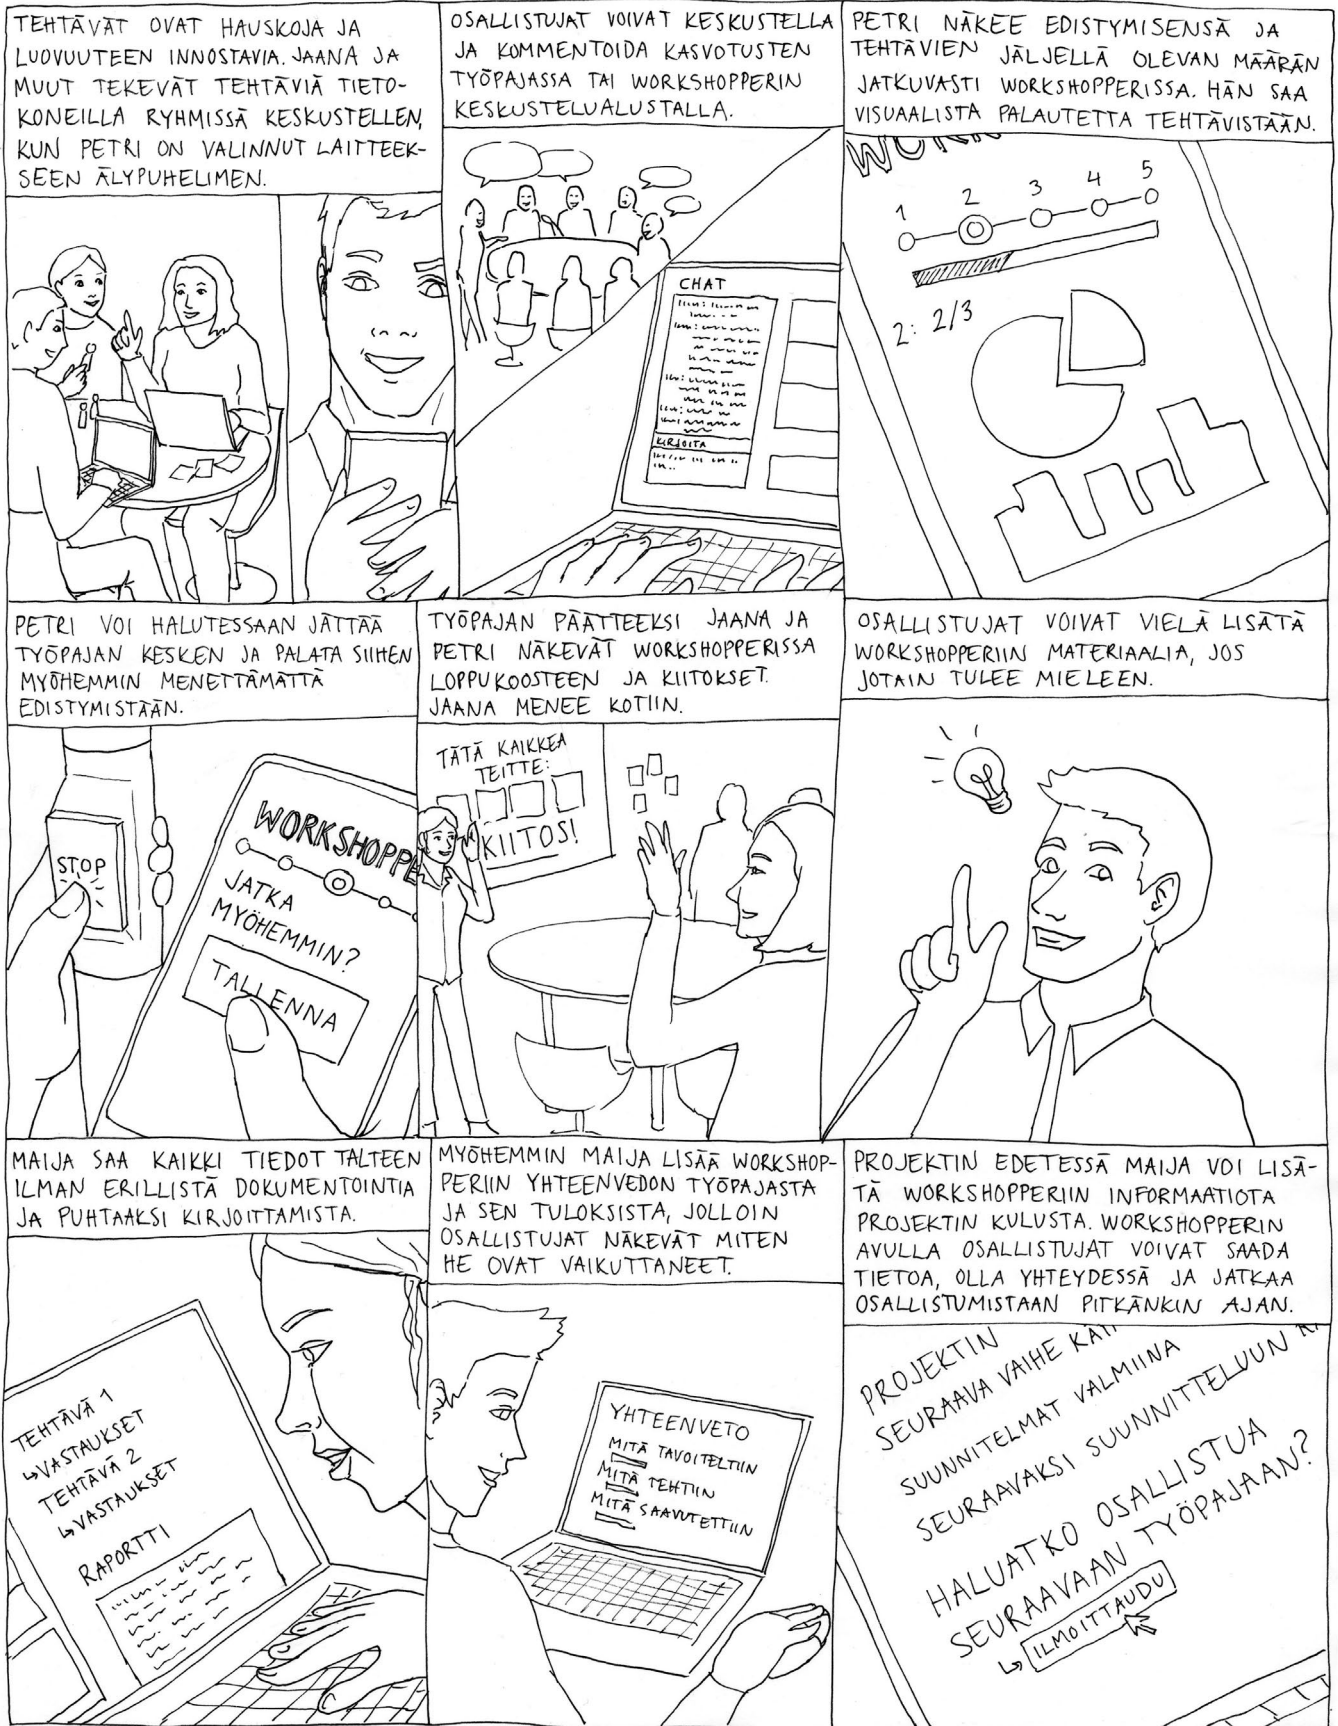 TEHTÄVÄT OVAT HAUSKOJA JA
LUOVUUTEEN INNOSTAVIA. JAANA JA
MUUT TEKEVÄT TEHTÄVIÄ TIETO-
KONEILLA RYHMISSÄ KESKUSTELLEN,
KUN PETRI ON VALINNUT LAITTEEK-
SEEN ÄLYPUHELIMEN.
OSALLISTUJAT VOIVAT KESKUSTELLA
JA KOMMENTOIDA KASVOTUSTEN
TYÖPAJASSA TAI WORKSHOPPERIN
KESKUSTELUALUSTALLA.
CHAT
KIRJOITA
PETRI NÄKEE EDISTYMISENSÄ JA
TEHTÄVIEN JÄLJELLÄ OLEVAN MÄÄRÄN
JATKUVASTI WORKSHOPPERISSA. HÄN SAA
VISUAALISTA PALAUTETTA TEHTÄVISTÄÄN.
1 2 3 4 5
2: 2/3
PETRI VOI HALUTESSAAN JÄTTÄÄ
TYÖPAJAN KESKEN JA PALATA SIIHEN
MYÖHEMMIN MENETTÄMÄTTÄ
EDISTYMISTÄÄN.
STOP
WORKSHOPPE
JATKA
MYÖHEMMIN?
TALLENNA
TYÖPAJAN PÄÄTTEEKSI JAANA JA
PETRI NÄKEVÄT WORKSHOPPERISSA
LOPPUKOOSTEEN JA KIITOKSET.
JAANA MENEE KOTIIN.
TÄTÄ KAIKKEA
TEITTE:
KIITOS!
OSALLISTUJAT VOIVAT VIELÄ LISÄTÄ
WORKSHOPPERIIN MATERIAALIA, JOS
JOTAIN TULEE MIELEEN.
MAIJA SAA KAIKKI TIEDOT TALTEEN
ILMAN ERILLISTÄ DOKUMENTOINTIA
JA PUHTAAKSI KIRJOITTAMISTA.
TEHTÄVÄ 1
↳VASTAUKSET
TEHTÄVÄ 2
↳VASTAUKSET
RAPORTTI
MYÖHEMMIN MAIJA LISÄÄ WORKSHOP-
PERIIN YHTEENVEDON TYÖPAJASTA
JA SEN TULOKSISTA, JOLLOIN
OSALLISTUJAT NÄKEVÄT MITEN
HE OVAT VAIKUTTANEET.
YHTEENVETO
MITÄ TAVOITELTIIN
MITÄ TEHTIIN
MITÄ SAAVUTETTIIN
PROJEKTIN EDETESSÄ MAIJA VOI LISÄ-
TÄ WORKSHOPPERIIN INFORMAATIOTA
PROJEKTIN KULUSTA. WORKSHOPPERIN
AVULLA OSALLISTUJAT VOIVAT SAADA
TIETOA, OLLA YHTEYDESSÄ JA JATKAA
OSALLISTUMISTAAN PITKÄNKIN AJAN.
PROJEKTIN
SEURAAVA VAIHE
SUUNNITELMAT VALMIINA
SEURAAVAKSI SUUNNITTELUUN
HALUATKO OSALLISTUA
SEURAAVAAN TYÖPAJAAN?
↳ ILMOITTAUDU